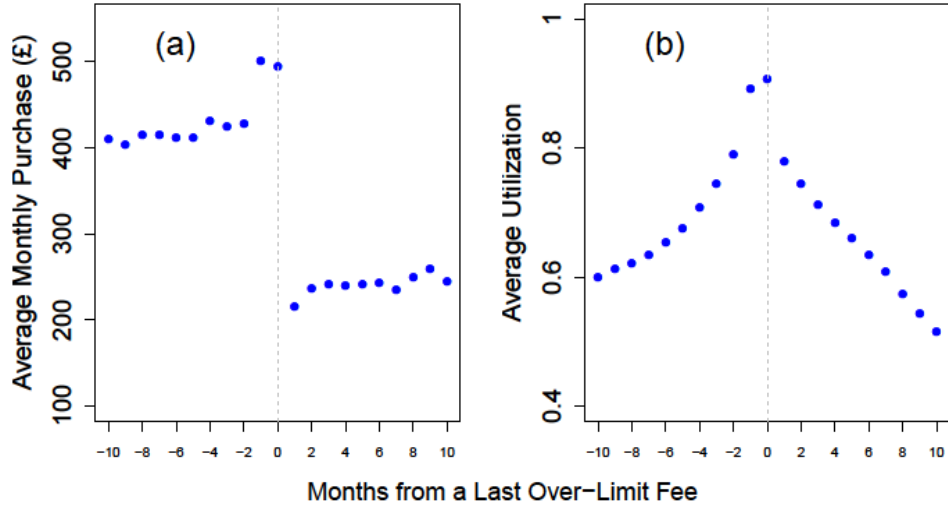 (a)
Average Monthly Purchase (£)
500
400
300
200
100
−10 −8 −6 −4 −2 0 2 4 6 8 10
(b)
Average Utilization
1
0.8
0.6
0.4
−10 −8 −6 −4 −2 0 2 4 6 8 10
Months from a Last Over−Limit Fee